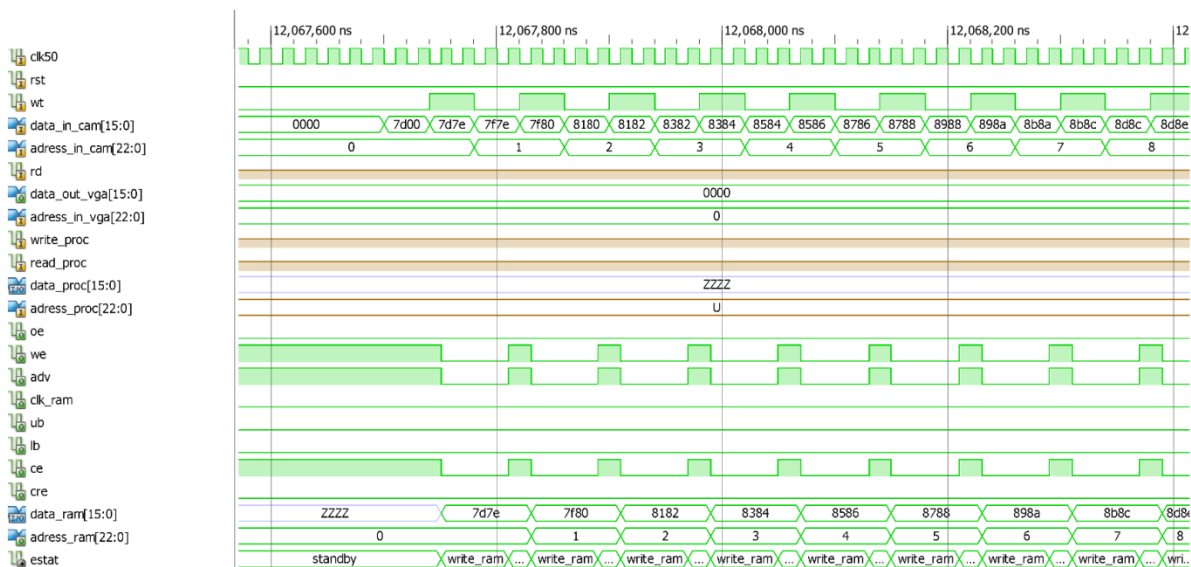 12,067,600 ns 12,067,800 ns 12,068,000 ns 12,068,200 ns 12
clk50
rst
wt
data_in_cam[15:0] 0000 7d00 7d7e 7f7e 7f80 8180 8182 8382 8384 8584 8586 8786 8788 8988 898a 8b8a 8b8c 8d8c 8d8e
adress_in_cam[22:0] 0 1 2 3 4 5 6 7 8
rd
data_out_vga[15:0] 0000
adress_in_vga[22:0] 0
write_proc
read_proc
data_proc[15:0] ZZZZ
adress_proc[22:0] U
oe
we
adv
clk_ram
ub
lb
ce
cre
data_ram[15:0] ZZZZ 7d7e 7f80 8182 8384 8586 8788 898a 8b8c 8d8e
adress_ram[22:0] 0 1 2 3 4 5 6 7 8
estat standby write_ram ... write_ram ... write_ram ... write_ram ... write_ram ... write_ram ... write_ram ... write_ram ... wri...